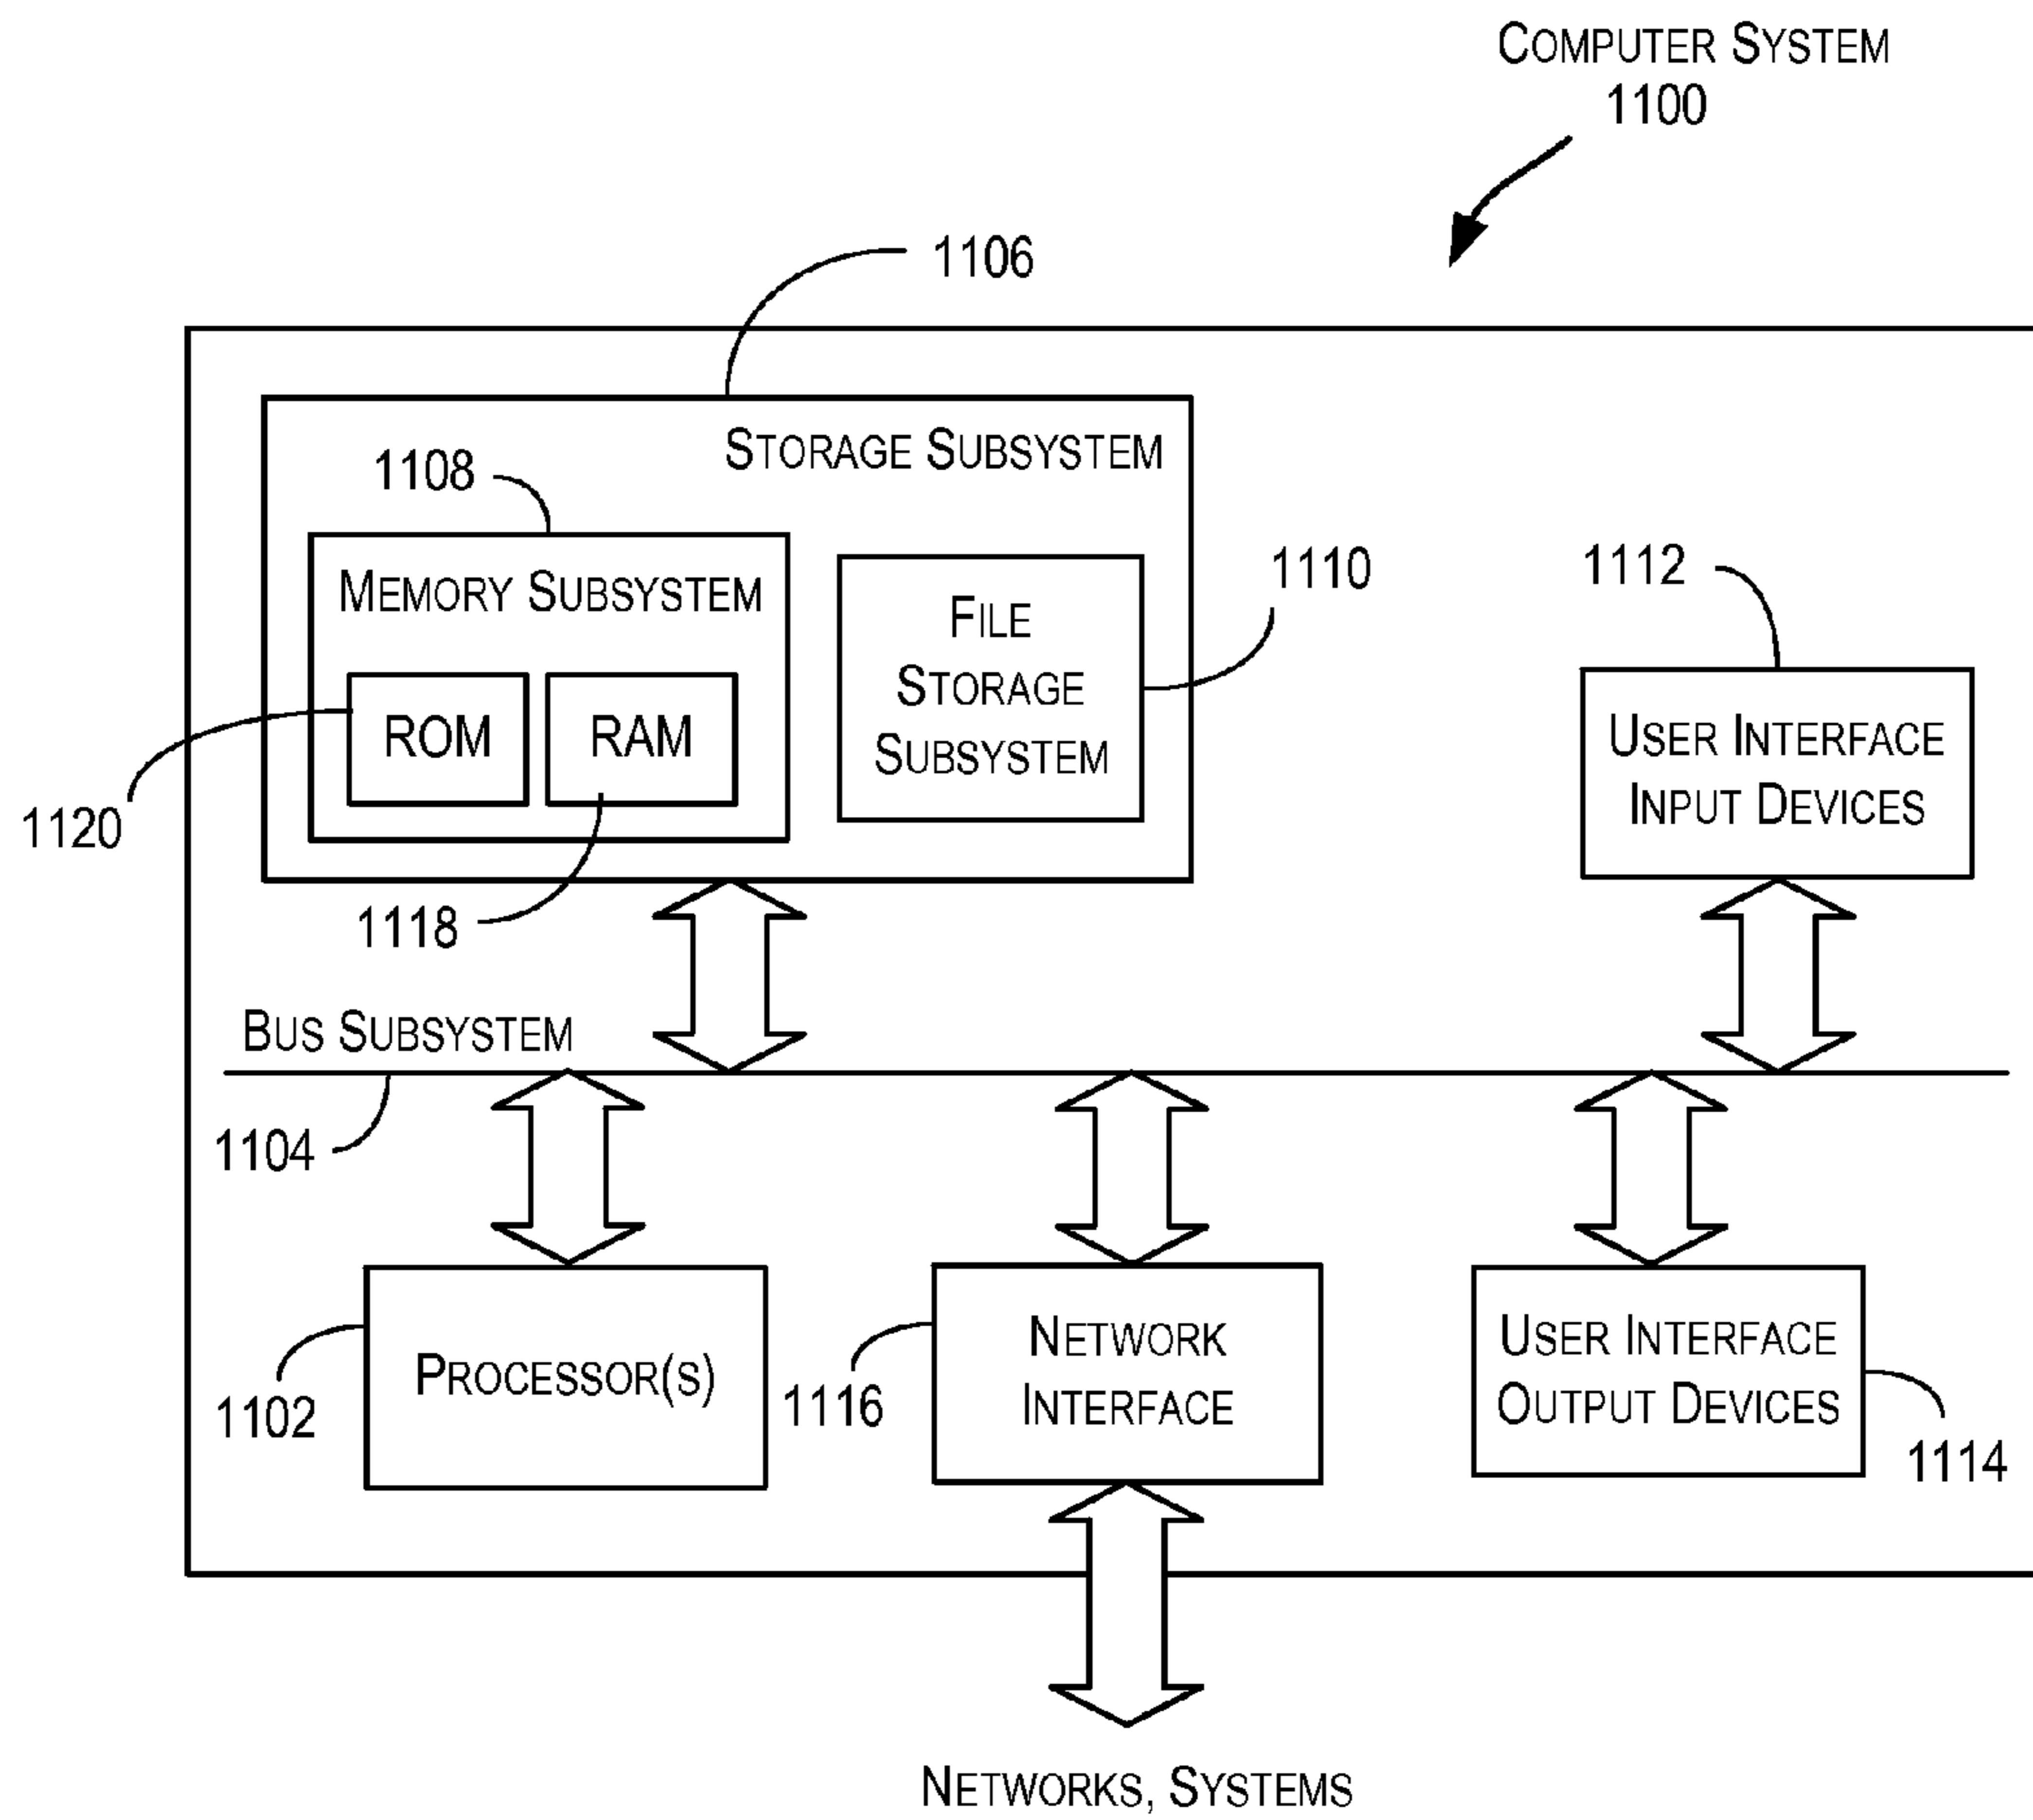 COMPUTER SYSTEM
1100
1106
STORAGE SUBSYSTEM
1108
MEMORY SUBSYSTEM
FILE
STORAGE
SUBSYSTEM
1110
1112
ROM
RAM
USER INTERFACE
INPUT DEVICES
1120
1118
BUS SUBSYSTEM
1104
PROCESSOR(S)
1102
NETWORK
INTERFACE
1116
USER INTERFACE
OUTPUT DEVICES
1114
NETWORKS, SYSTEMS